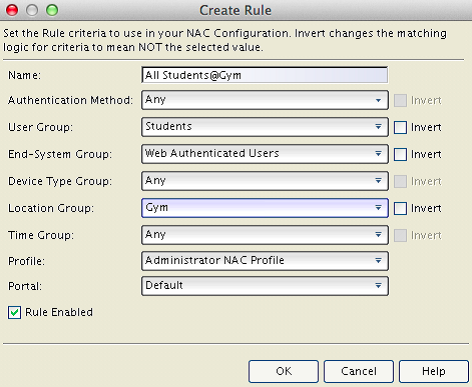 Create Rule
Set the Rule criteria to use in your NAC Configuration. Invert changes the matching
logic for criteria to mean NOT the selected value.
Name: All Students@Gym
Authentication Method: Any Invert
User Group: Students Invert
End-System Group: Web Authenticated Users Invert
Device Type Group: Any Invert
Location Group: Gym Invert
Time Group: Any Invert
Profile: Administrator NAC Profile
Portal: Default
Rule Enabled
OK Cancel Help